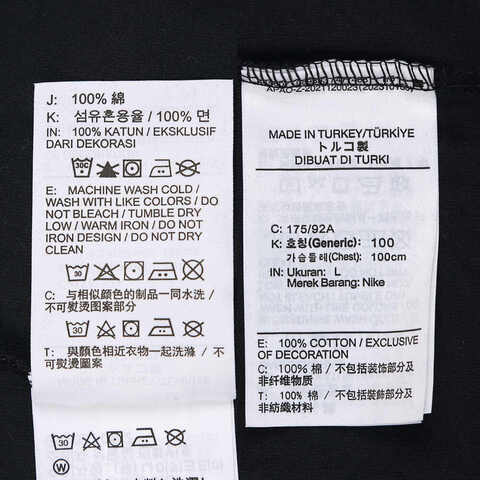 J: 100% 綿
K: 섬유혼용율 / 100% 면
IN: 100% KATUN / EKSKLUSIF
DARI DEKORASI
E: MACHINE WASH COLD /
WASH WITH LIKE COLORS / DO
NOT BLEACH / TUMBLE DRY
LOW / WARM IRON / DO NOT
IRON DESIGN / DO NOT DRY
CLEAN
30
C: 与相似颜色的制品一同水洗 /
不可熨烫图案部分
30
T: 與顏色相近衣物一起洗滌 / 不
可熨燙圖案
30
W
MADE IN TURKEY/TÜRKİYE
トルコ製
DIBUAT DI TURKI
C: 175/92A
K: 호칭(Generic): 100
가슴둘레(Chest): 100cm
IN: Ukuran: L
Merek Barang: Nike
E: 100% COTTON / EXCLUSIVE
OF DECORATION
C: 100% 棉 / 不包括装饰部分及
非纤维物质
T: 100% 棉 / 不包括裝飾部分及
非紡織材料